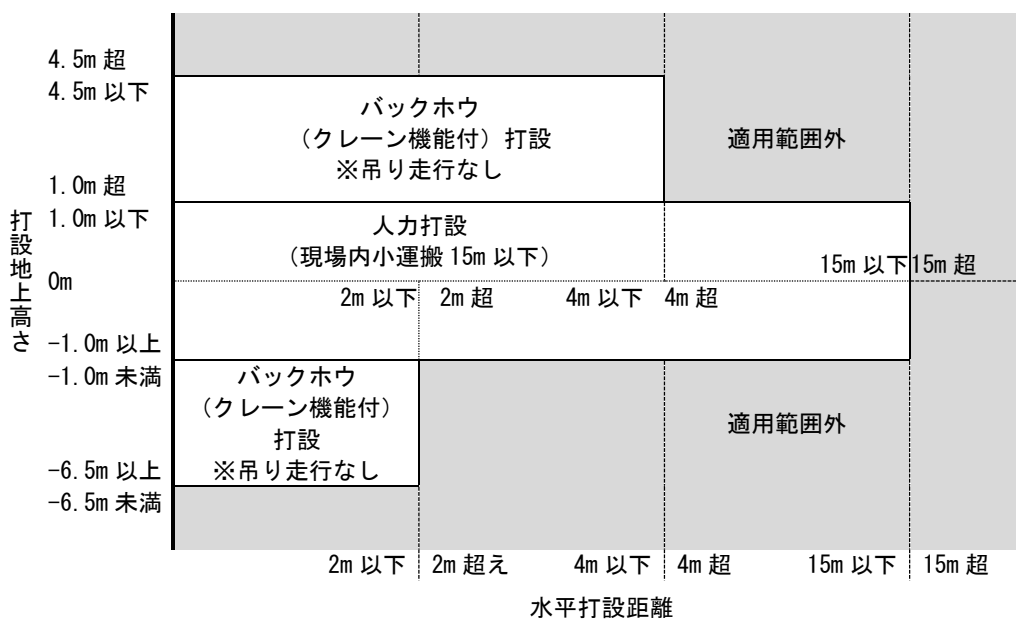 4.5m 超
4.5m 以下
バックホウ
（クレーン機能付）打設
※吊り走行なし
適用範囲外
1.0m 超
1.0m 以下
打設地上高さ
人力打設
（現場内小運搬 15m 以下）
15m 以下 15m 超
0m
2m 以下 2m 超 4m 以下 4m 超
-1.0m 以上
-1.0m 未満
バックホウ
（クレーン機能付）
打設
※吊り走行なし
適用範囲外
-6.5m 以上
-6.5m 未満
2m 以下 2m 超え 4m 以下 4m 超 15m 以下 15m 超
水平打設距離